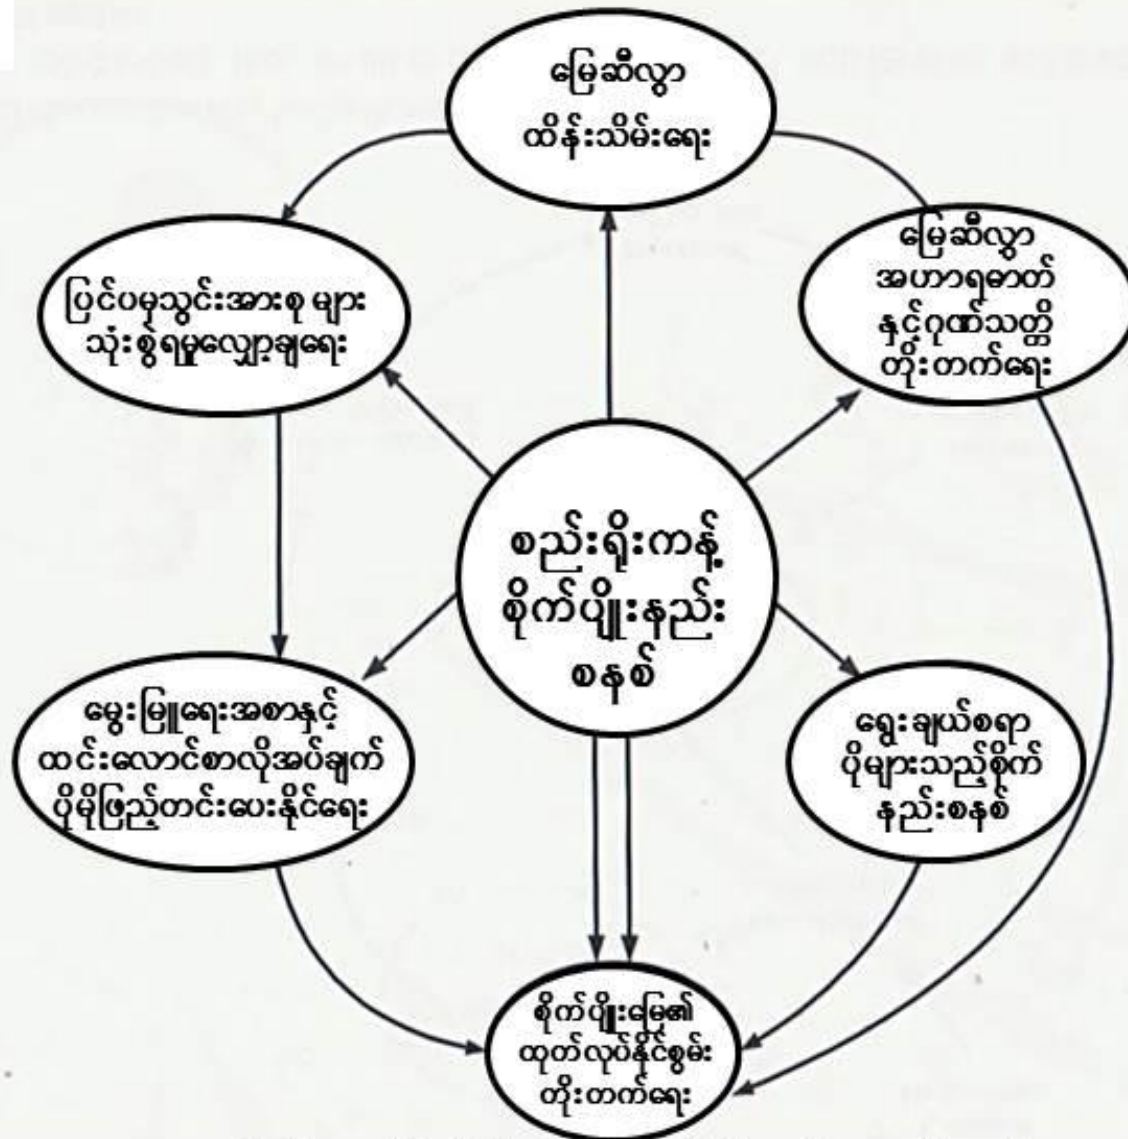 မြေဆီလွှာ
ထိန်းသိမ်းရေး
ပြင်ပမှသွင်းအားစု များ
သုံးစွဲရမှုလျှော့ချရေး
မြေဆီလွှာ
အဟာရဓာတ်
နှင့်ဂုဏ်သတ္တိ
တိုးတက်ရေး
စည်းရိုးကန့်
စိုက်ပျိုးနည်း
စနစ်
မွေးမြူရေးအစာနှင့်
ထင်းလောင်စာလိုအပ်ချက်
ပိုမိုဖြည့်တင်းပေးနိုင်ရေး
ရွေးချယ်စရာ
ပိုများသည့်စိုက်
နည်းစနစ်
စိုက်ပျိုးမြေ၏
ထုတ်လုပ်နိုင်စွမ်း
တိုးတက်ရေး